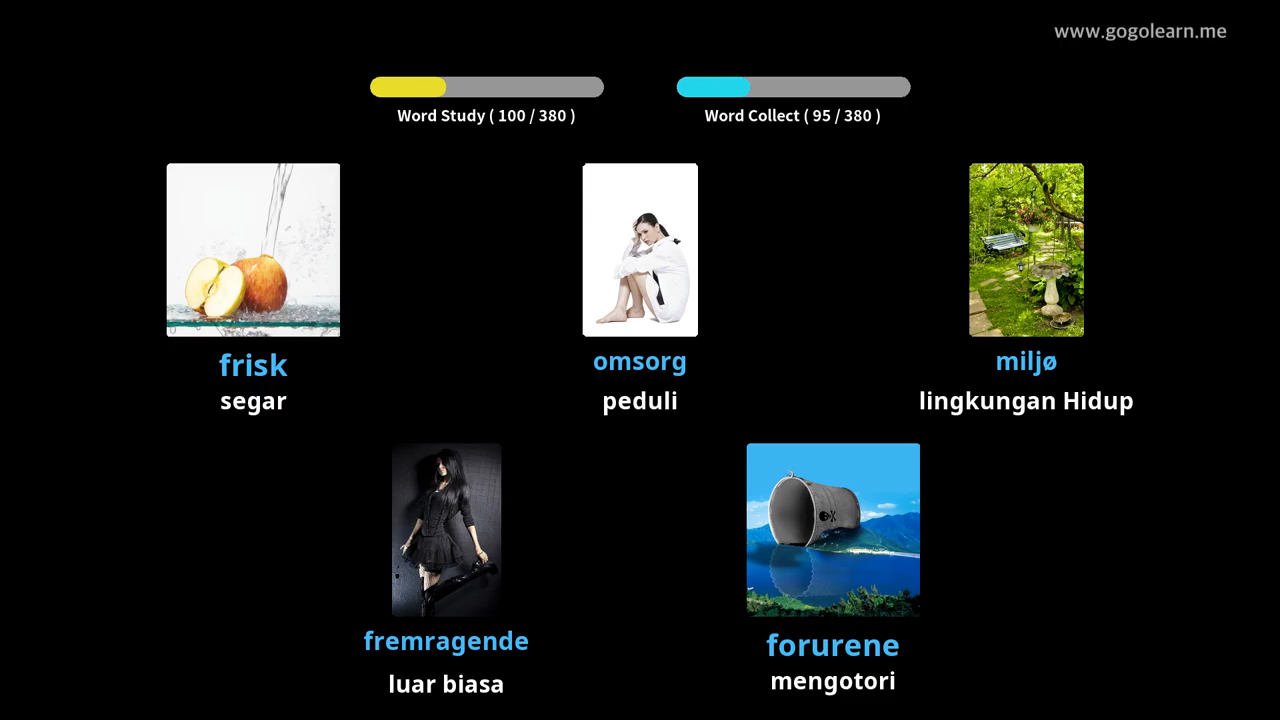 www.gogolearn.me
Word Study ( 100 / 380 )
Word Collect ( 95 / 380 )
frisk
segar
omsorg
peduli
miljø
lingkungan Hidup
fremragende
luar biasa
forurene
mengotori